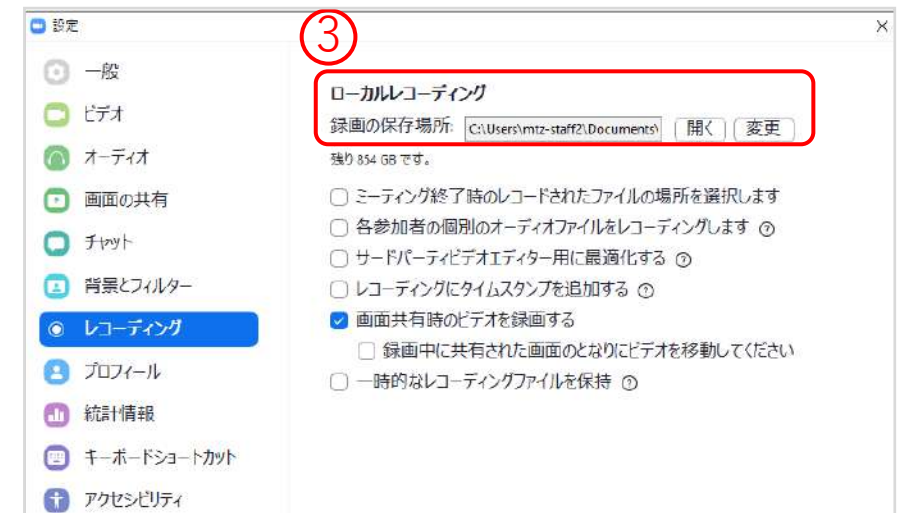 設定
③
一般
ビデオ
オーディオ
画面の共有
チャット
背景とフィルター
レコーディング
プロフィール
統計情報
キーボードショートカット
アクセシビリティ
ローカルレコーディング
録画の保存場所: C:\Users\mtz-staff2\Documents\ 開く 変更
残り 854 GB です。
ミーティング終了時のレコードされたファイルの場所を選択します
各参加者の個別のオーディオファイルをレコーディングします
サードパーティビデオエディター用に最適化する
レコーディングにタイムスタンプを追加する
画面共有時のビデオを録画する
録画中に共有された画面のとなりにビデオを移動してください
一時的なレコーディングファイルを保持